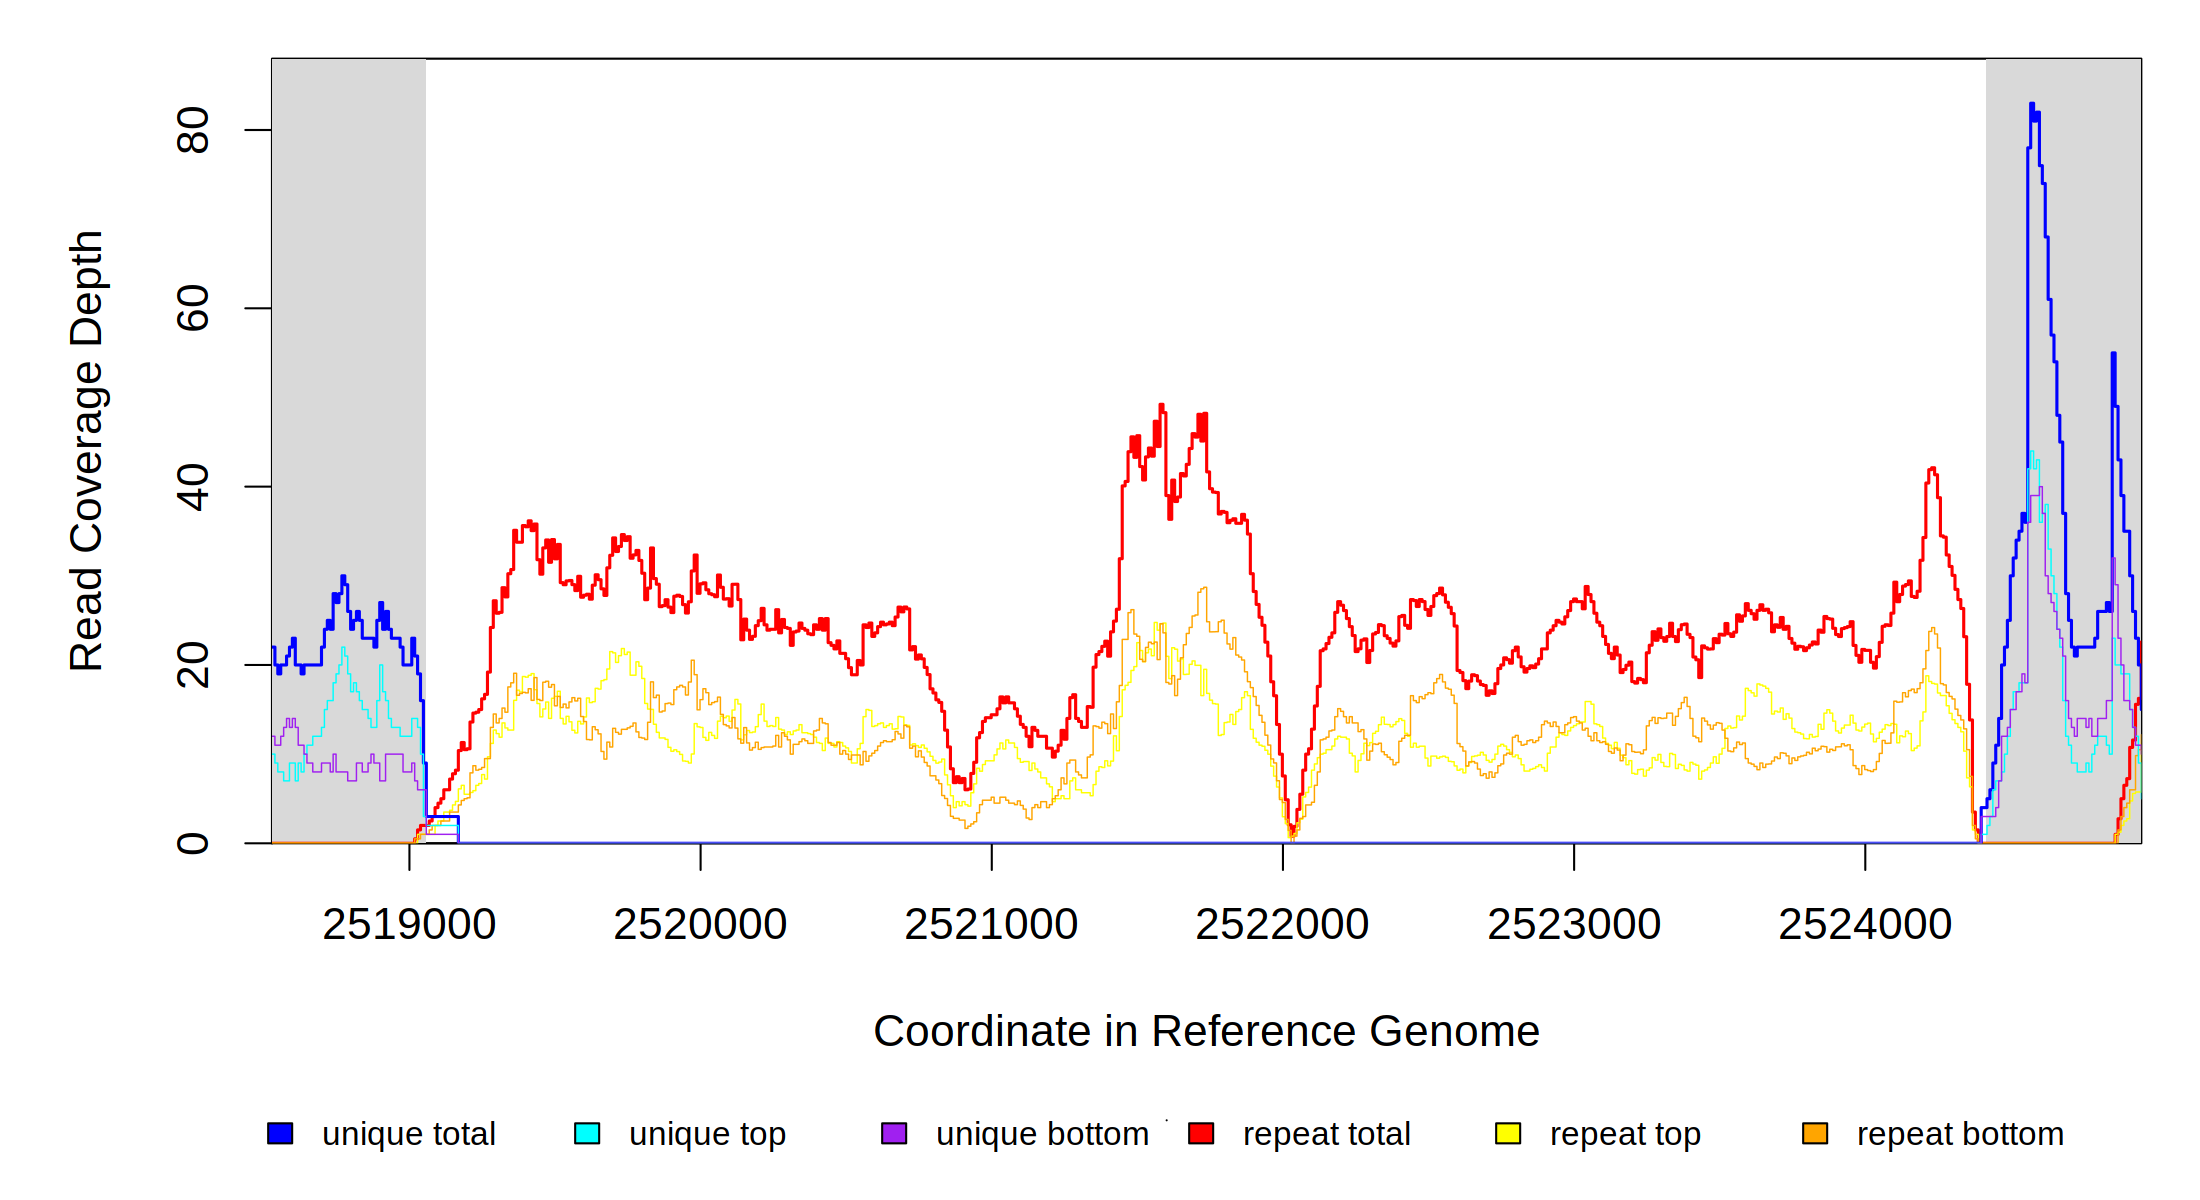 80
60
40
20
0
Read Coverage Depth
2519000 2520000 2521000 2522000 2523000 2524000
Coordinate in Reference Genome
unique total unique top unique bottom repeat total repeat top repeat bottom